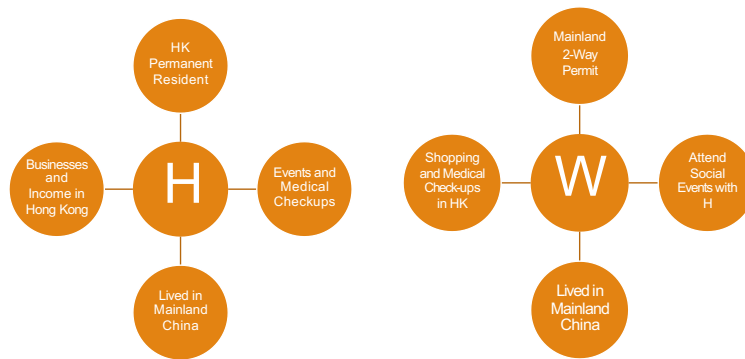 HK
Permanent
Resident
Businesses
and
Income in
Hong Kong
H
Events and
Medical
Checkups
Lived in
Mainland
China
Mainland
2-Way
Permit
Shopping
and Medical
Check-ups
in HK
W
Attend
Social
Events with
H
Lived in
Mainland
China